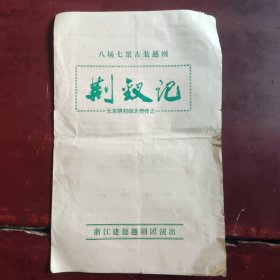 八场七景古装越剧
荆钗记
元末明初四大奇传之一
浙江建德越剧团演出